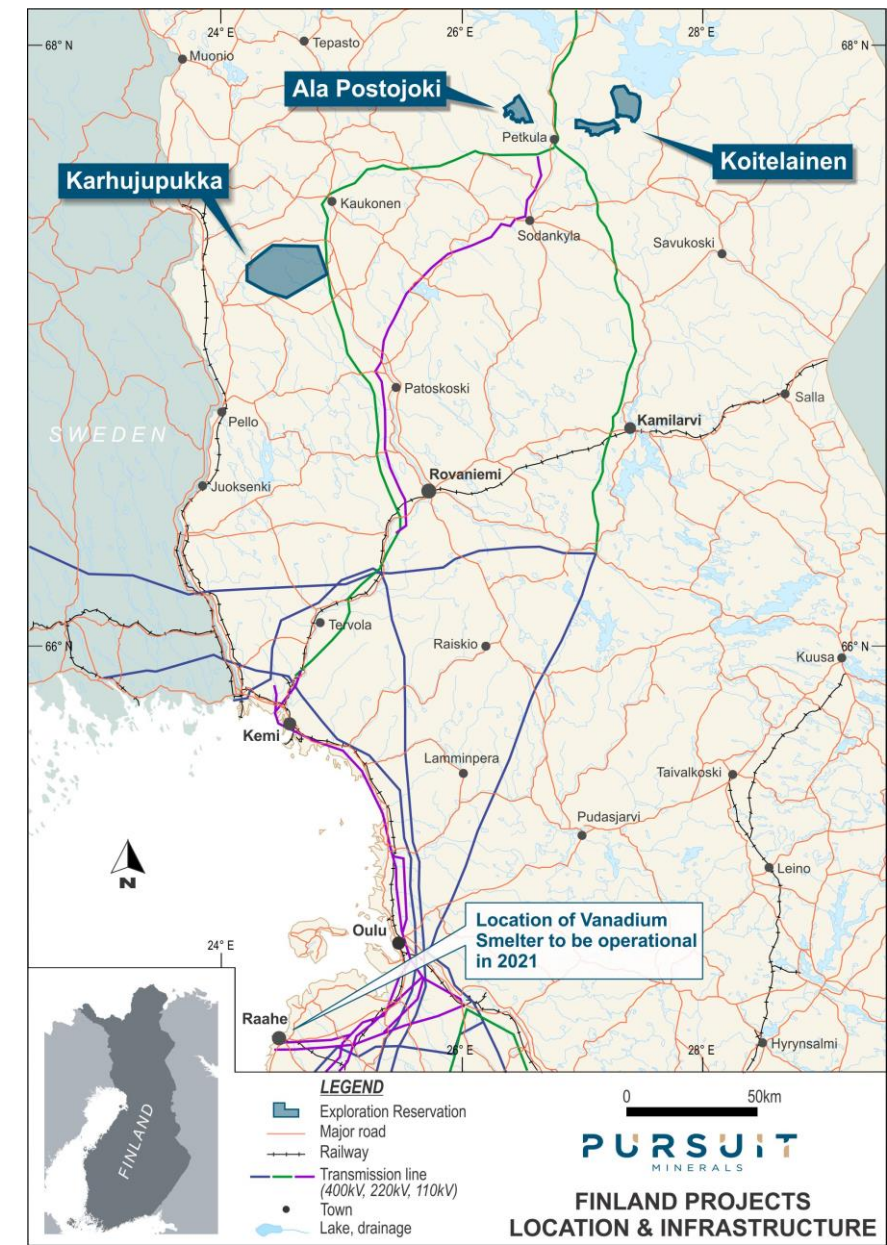 24° E
26° E
28° E
68° N
68° N
Muonio
Tepasto
Ala Postojoki
Petkula
Koitelainen
Karhujupukka
Kaukonen
Sodankyla
Savukoski
Patoskoski
Salla
Pello
Kamilarvi
SWEDEN
Rovaniemi
Juoksenki
Tervola
Raiskio
66° N
66° N
Kuusa
Kemi
Lamminpera
Taivalkoski
Pudasjarvi
N
Leino
Oulu
Location of Vanadium
Smelter to be operational
in 2021
24° E
Raahe
26° E
28° E
Hyrynsalmi
FINLAND
LEGEND
Exploration Reservation
Major road
Railway
Transmission line
(400kV, 220kV, 110kV)
Town
Lake, drainage
0
50km
PURSUIT
MINERALS
FINLAND PROJECTS
LOCATION & INFRASTRUCTURE